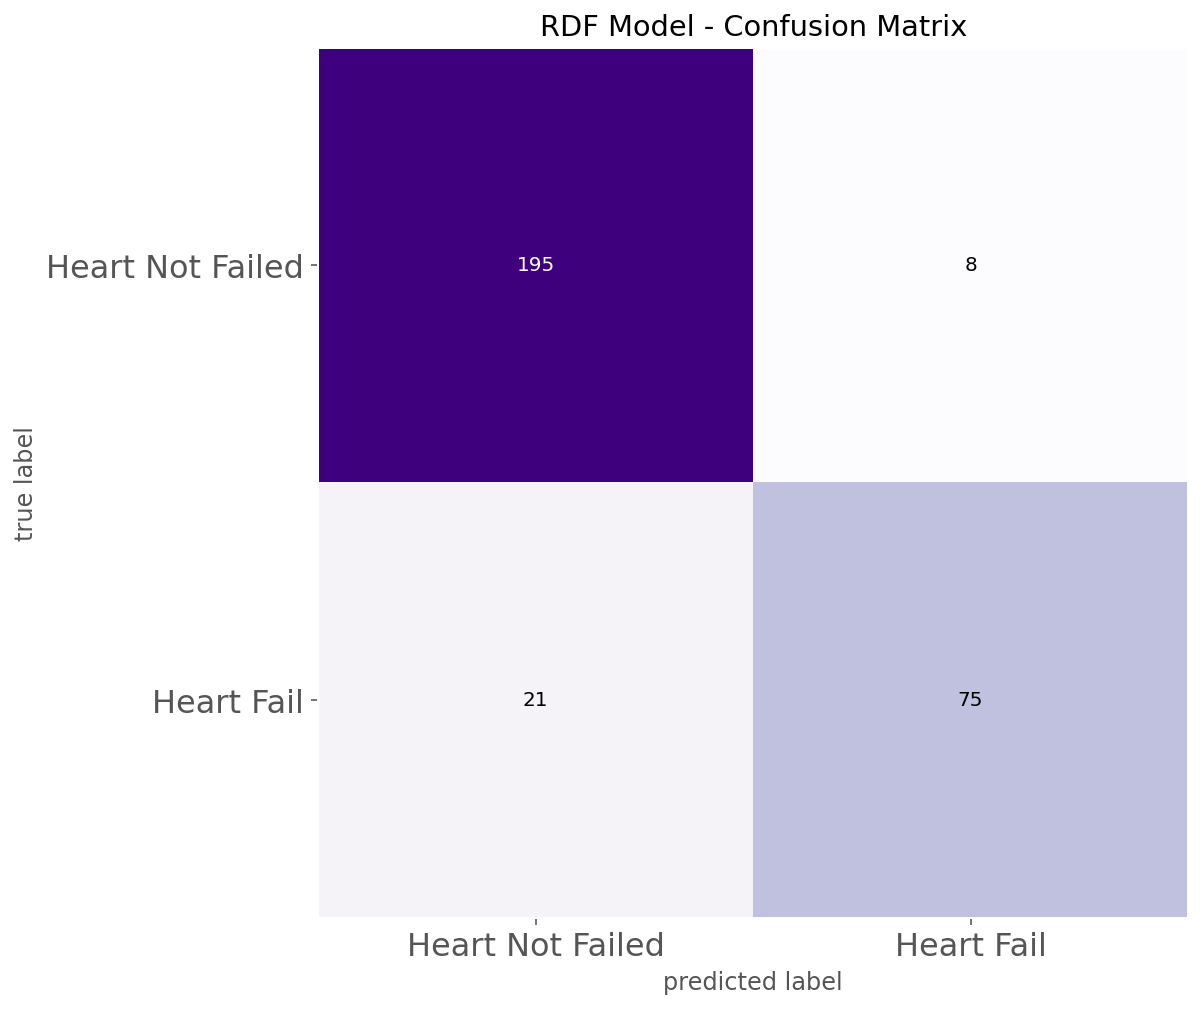 RDF Model - Confusion Matrix
Heart Not Failed
195
8
true label
Heart Fail
21
75
Heart Not Failed
Heart Fail
predicted label